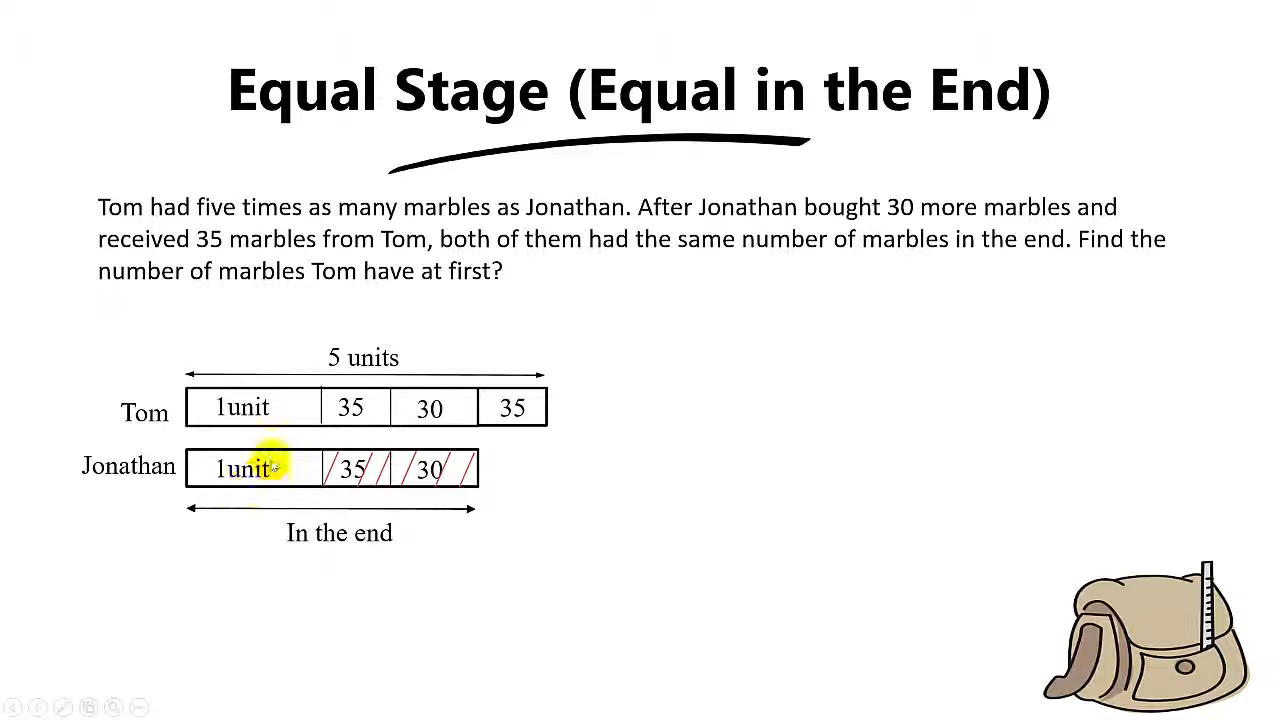 Equal Stage (Equal in the End)
Tom had five times as many marbles as Jonathan. After Jonathan bought 30 more marbles and
received 35 marbles from Tom, both of them had the same number of marbles in the end. Find the
number of marbles Tom have at first?
5 units
Tom 1unit 35 30 35
Jonathan 1unit 35 30
In the end